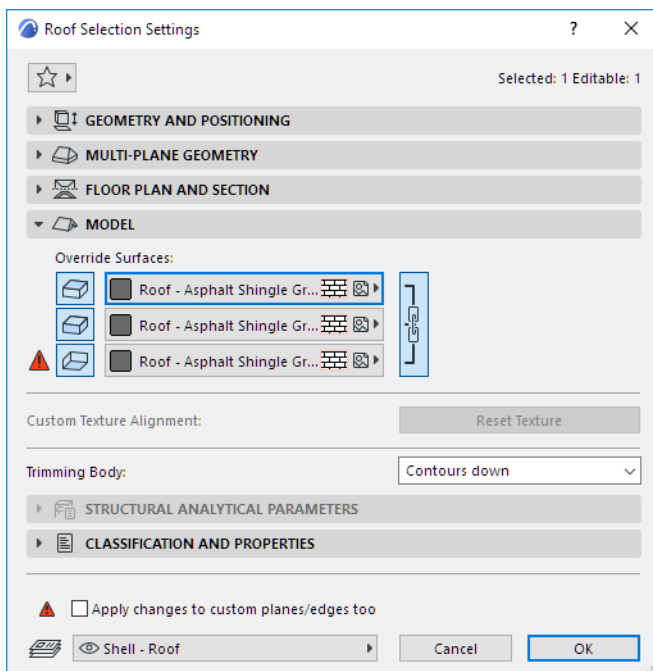 Roof Selection Settings ? ×
Selected: 1 Editable: 1
GEOMETRY AND POSITIONING
MULTI-PLANE GEOMETRY
FLOOR PLAN AND SECTION
MODEL
Override Surfaces:
Roof - Asphalt Shingle Gr...
Roof - Asphalt Shingle Gr...
Roof - Asphalt Shingle Gr...
Custom Texture Alignment: Reset Texture
Trimming Body: Contours down
STRUCTURAL ANALYTICAL PARAMETERS
CLASSIFICATION AND PROPERTIES
Apply changes to custom planes/edges too
Shell - Roof Cancel OK